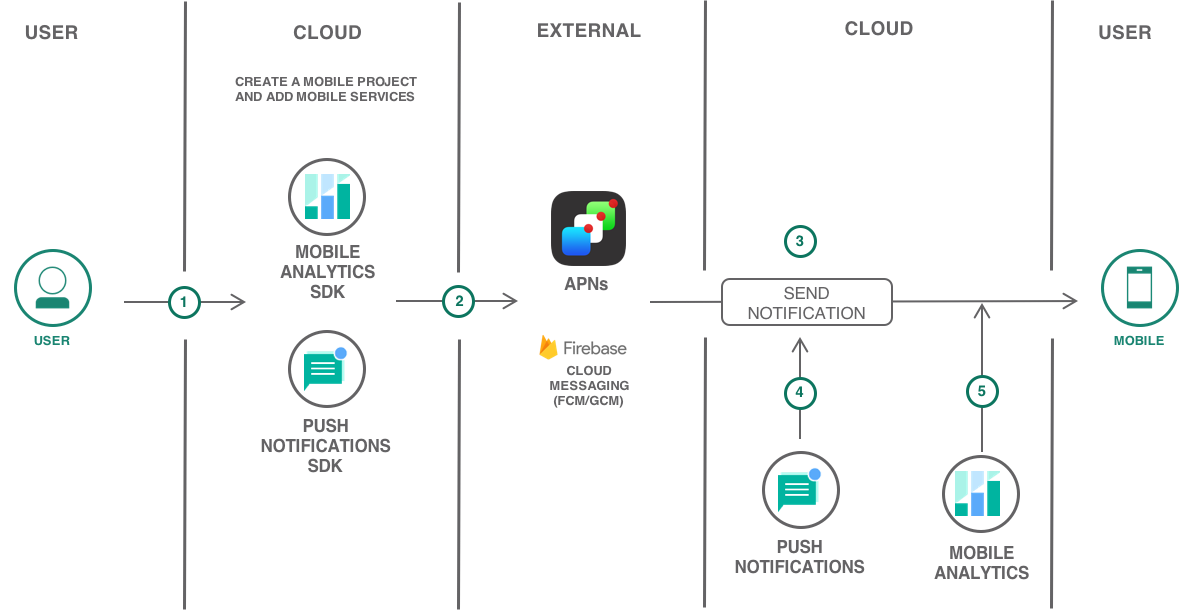 USER
CLOUD
EXTERNAL
CLOUD
USER
CREATE A MOBILE PROJECT
AND ADD MOBILE SERVICES
USER
1
MOBILE
ANALYTICS
SDK
PUSH
NOTIFICATIONS
SDK
2
APNs
Firebase
CLOUD
MESSAGING
(FCM/GCM)
3
SEND
NOTIFICATION
4
PUSH
NOTIFICATIONS
5
MOBILE
ANALYTICS
MOBILE